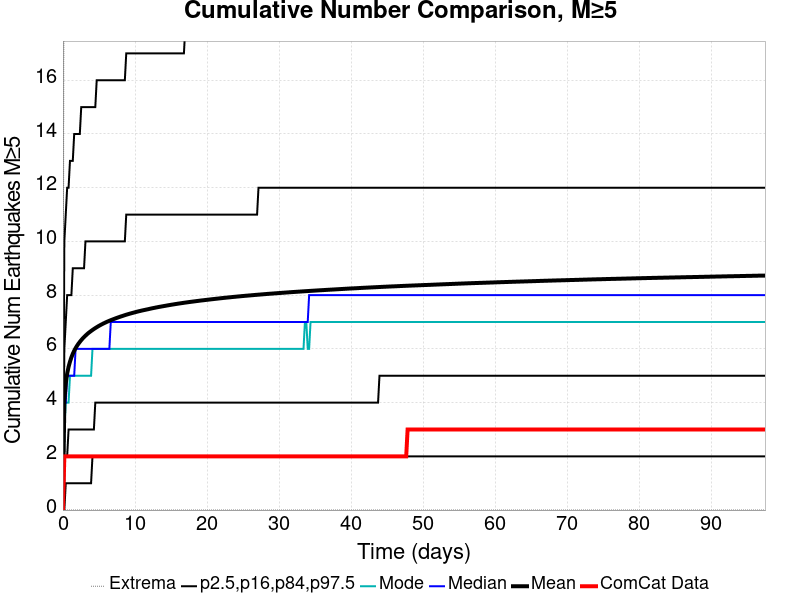 Cumulative Number Comparison, M≥5
Cumulative Num Earthquakes M≥5
16
14
12
10
8
6
4
2
0
0 10 20 30 40 50 60 70 80 90
Time (days)
Extrema p2.5,p16,p84,p97.5 Mode Median Mean ComCat Data